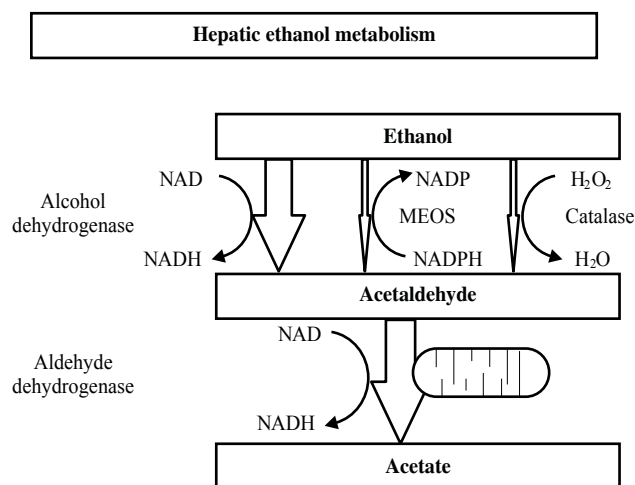 Hepatic ethanol metabolism
Ethanol
NAD
NADP
H₂O₂
Alcohol
dehydrogenase
MEOS
Catalase
NADH
NADPH
H₂O
Acetaldehyde
NAD
Aldehyde
dehydrogenase
NADH
Acetate